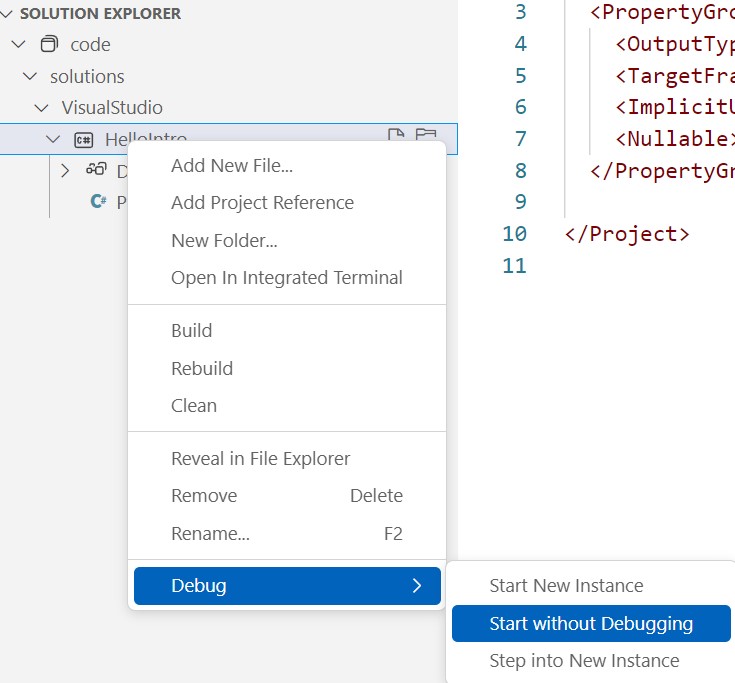 SOLUTION EXPLORER
code
solutions
VisualStudio
HelloIntro
D
P
Add New File...
Add Project Reference
New Folder...
Open In Integrated Terminal
Build
Rebuild
Clean
Reveal in File Explorer
Remove Delete
Rename... F2
Debug
Start New Instance
Start without Debugging
Step into New Instance
3 <PropertyGro
4 <OutputTyp
5 <TargetFra
6 <ImplicitU
7 <Nullable>
8 </PropertyGr
9
10 </Project>
11